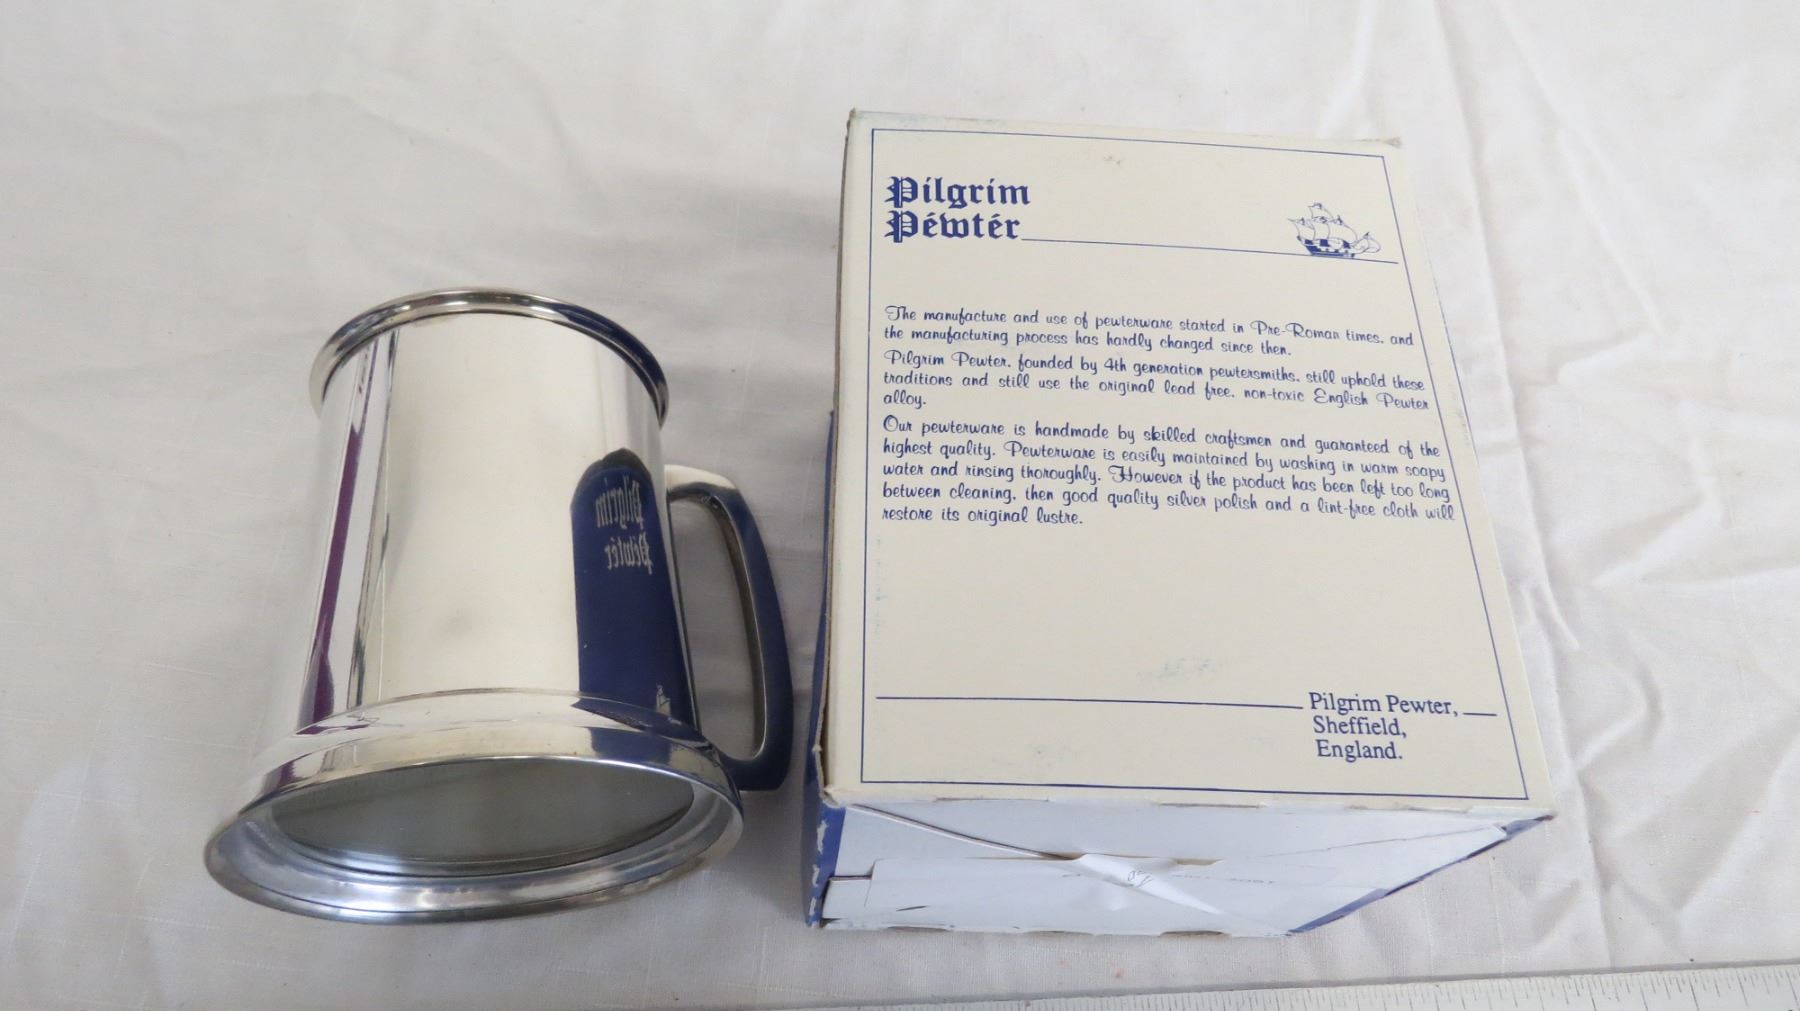 Pilgrim
Péwtér
The manufacture and use of pewterware started in Pre-Roman times, and
the manufacturing process has hardly changed since then.
Pilgrim Pewter, founded by 4th generation pewtersmiths, still uphold these
traditions and still use the original lead free, non-toxic English Pewter
alloy.
Our pewterware is handmade by skilled craftsmen and guaranteed of the
highest quality. Pewterware is easily maintained by washing in warm soapy
water and rinsing thoroughly. However if the product has been left too long
between cleaning, then good quality silver polish and a lint-free cloth will
restore its original lustre.
Pilgrim Pewter,
Sheffield,
England.
Pilgrim
Péwtér